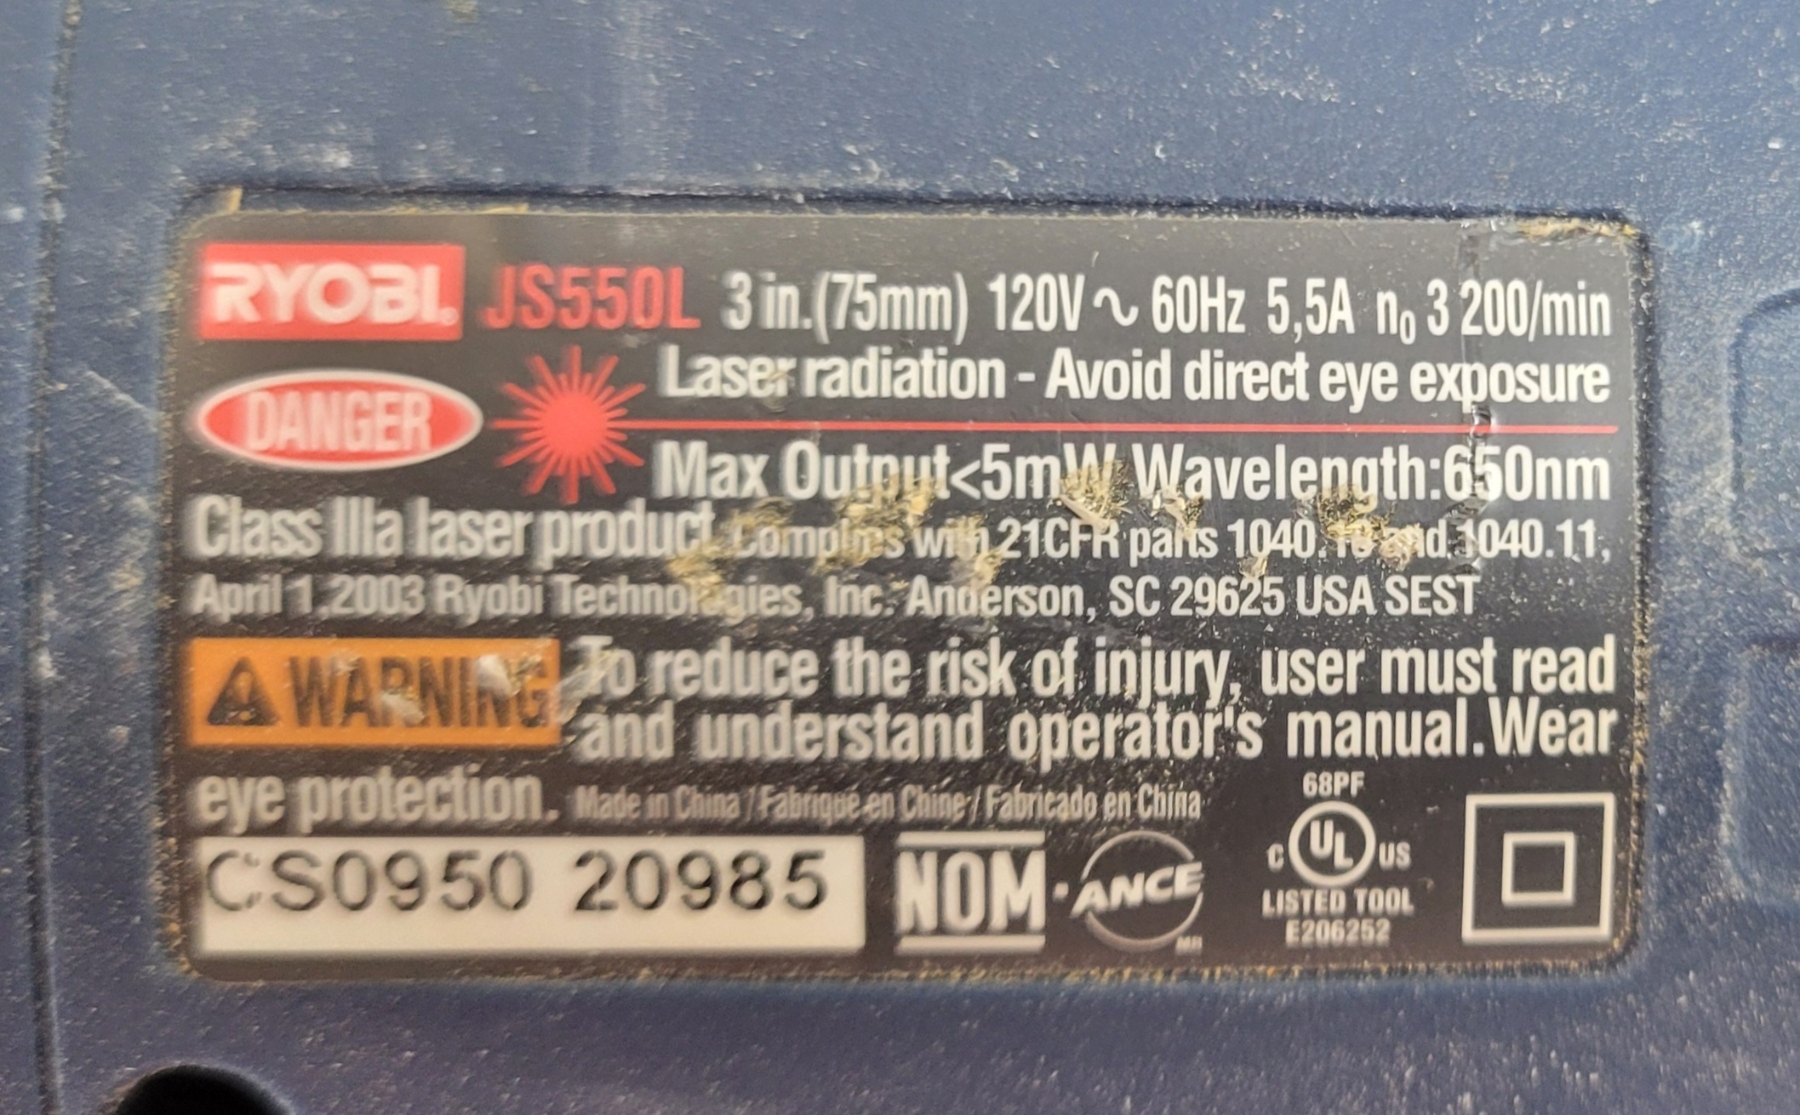 RYOBI. JS550L 3 in.(75mm) 120V ~ 60Hz 5,5A n₀ 3 200/min
Laser radiation - Avoid direct eye exposure
DANGER
Max Output<5mW Wavelength:650nm
Class IIIa laser product. Complies with 21CFR parts 1040.10 and 1040.11,
April 1.2003 Ryobi Technologies, Inc. Anderson, SC 29625 USA SEST
WARNING To reduce the risk of injury, user must read
and understand operator's manual.Wear
eye protection. Made in China / Fabriqué en Chine / Fabricado en China
68PF
CS0950 20985 NOM-ANCE MR C UL US
LISTED TOOL
E206252